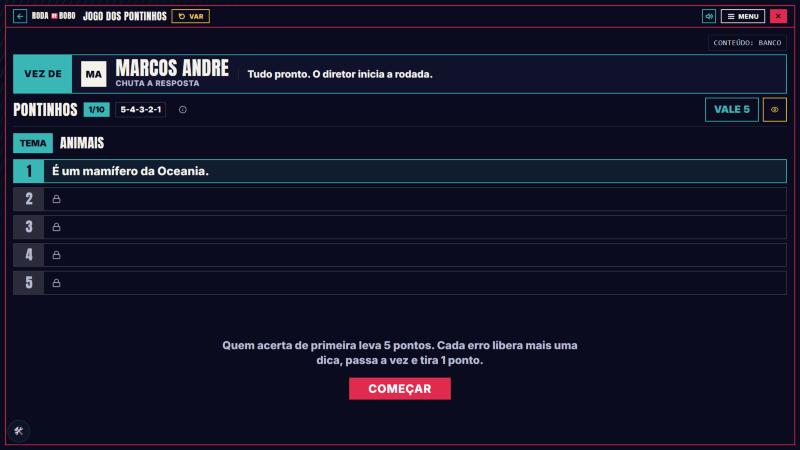 RODA DE BOBO JOGO DOS PONTINHOS VAR MENU
CONTEÚDO: BANCO
VEZ DE MA MARCOS ANDRE
CHUTA A RESPOSTA
Tudo pronto. O diretor inicia a rodada.
PONTINHOS 1/10 5-4-3-2-1 VALE 5
TEMA ANIMAIS
1 É um mamífero da Oceania.
2
3
4
5
Quem acerta de primeira leva 5 pontos. Cada erro libera mais uma
dica, passa a vez e tira 1 ponto.
COMEÇAR